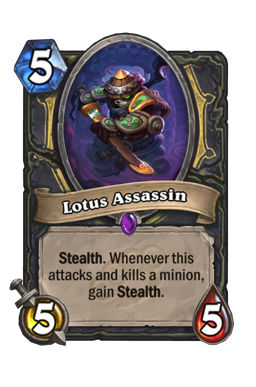 5
Lotus Assassin
Stealth. Whenever this
attacks and kills a minion,
gain Stealth.
5
5